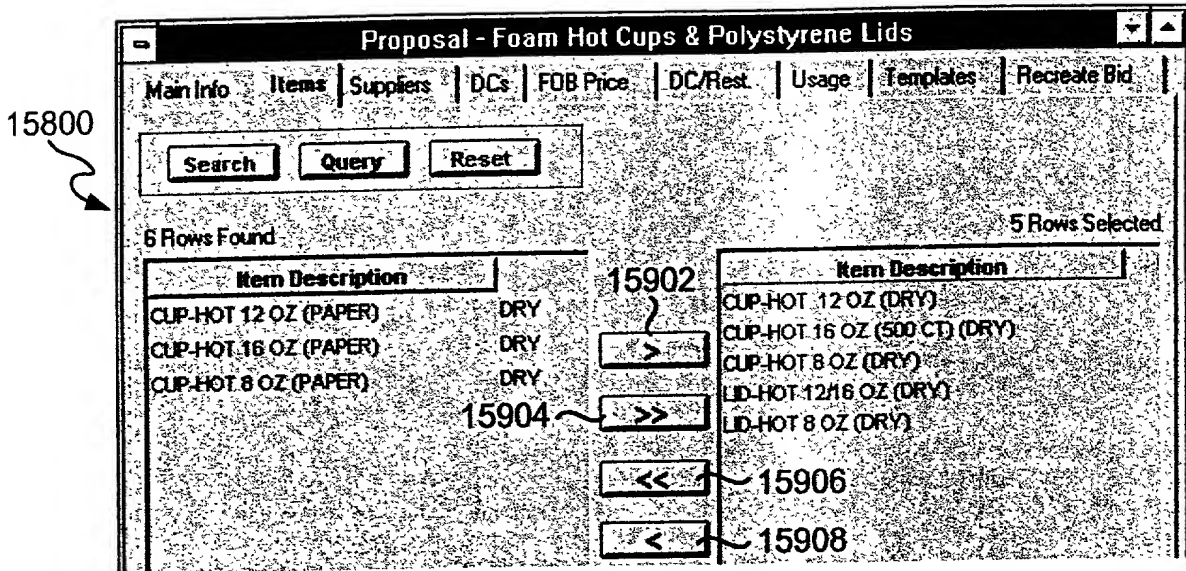 Proposal - Foam Hot Cups & Polystyrene Lids
Main Info Items Suppliers DCs FOB Price DC/Rest. Usage Templates Recreate Bid
15800
Search Query Reset
6 Rows Found
5 Rows Selected
Item Description
CUP-HOT 12 OZ (PAPER) DRY
CUP-HOT 16 OZ (PAPER) DRY
CUP-HOT 8 OZ (PAPER) DRY
15902
>
15904
>>
<<
15906
<
15908
Item Description
CUP-HOT 12 OZ (DRY)
CUP-HOT 16 OZ (500 CT) (DRY)
CUP-HOT 8 OZ (DRY)
LID-HOT 12/16 OZ (DRY)
LID-HOT 8 OZ (DRY)